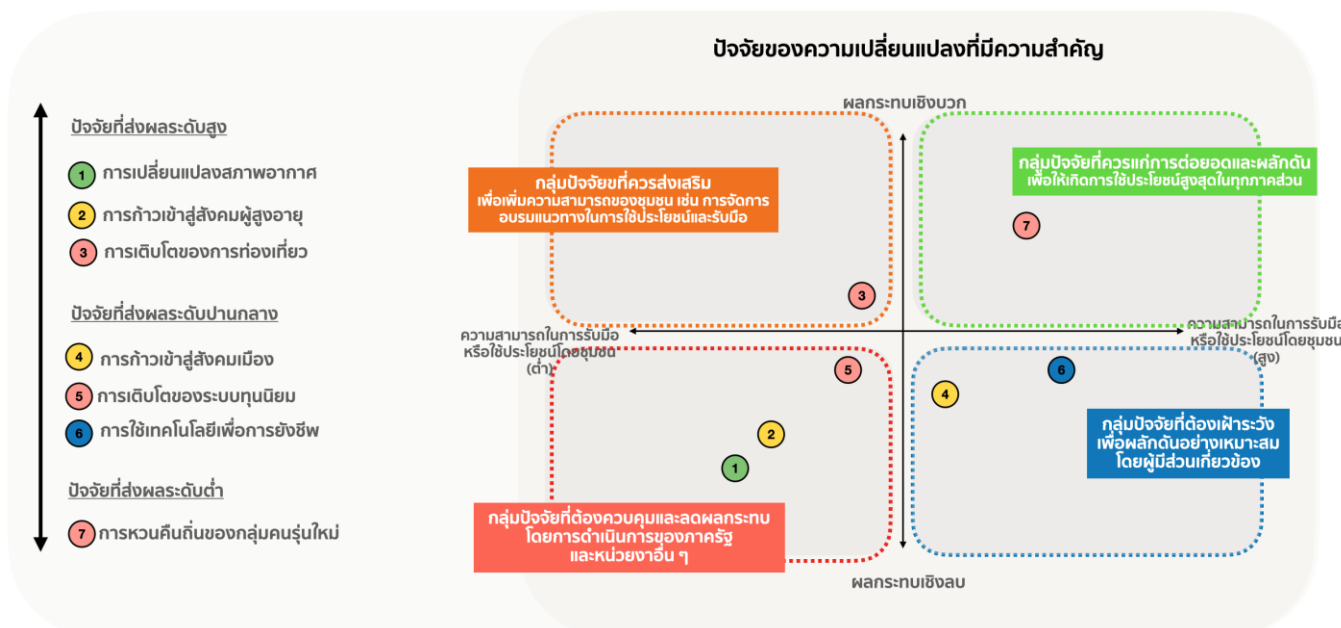 ปัจจัยของความเปลี่ยนแปลงที่มีความสำคัญ
ปัจจัยที่ส่งผลระดับสูง
1 การเปลี่ยนแปลงสภาพอากาศ
2 การก้าวเข้าสู่สังคมผู้สูงอายุ
3 การเติบโตของการท่องเที่ยว
ปัจจัยที่ส่งผลระดับปานกลาง
4 การก้าวเข้าสู่สังคมเมือง
5 การเติบโตของระบบทุนนิยม
6 การใช้เทคโนโลยีเพื่อการยังชีพ
ปัจจัยที่ส่งผลระดับต่ำ
7 การหวนคืนถิ่นของกลุ่มคนรุ่นใหม่
ผลกระทบเชิงบวก
กลุ่มปัจจัยขที่ควรส่งเสริม
เพื่อเพิ่มความสามารถของชุมชน เช่น การจัดการ
อบรมแนวทางในการใช้ประโยชน์และรับมือ
กลุ่มปัจจัยที่ควรแก่การต่อยอดและผลักดัน
เพื่อให้เกิดการใช้ประโยชน์สูงสุดในทุกภาคส่วน
7
3
ความสามารถในการรับมือ
หรือใช้ประโยชน์โดยชุมชน
(ต่ำ)
ความสามารถในการรับมือ
หรือใช้ประโยชน์โดยชุมชน
(สูง)
5
6
4
2
1
กลุ่มปัจจัยที่ต้องเฝ้าระวัง
เพื่อผลักดันอย่างเหมาะสม
โดยผู้มีส่วนเกี่ยวข้อง
กลุ่มปัจจัยที่ต้องควบคุมและลดผลกระทบ
โดยการดำเนินการของภาครัฐ
และหน่วยงาอื่น ๆ
ผลกระทบเชิงลบ